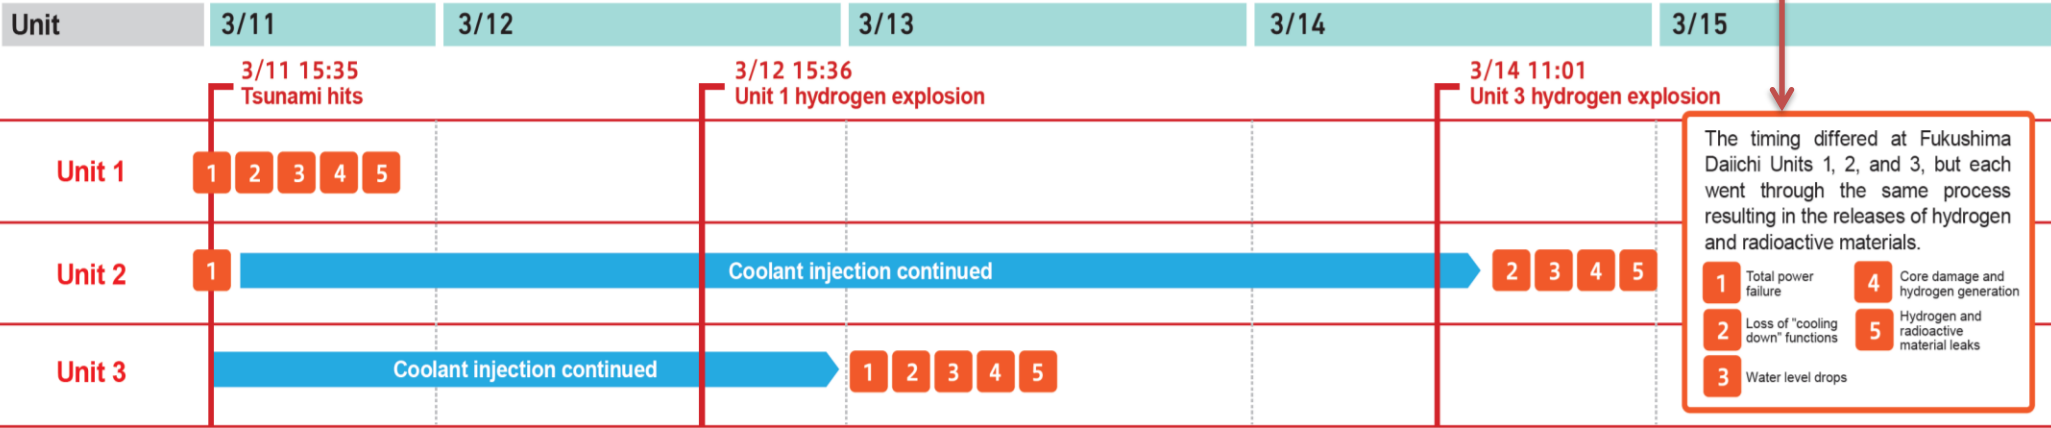 Unit 3/11 3/12 3/13 3/14 3/15
3/11 15:35
Tsunami hits
3/12 15:36
Unit 1 hydrogen explosion
3/14 11:01
Unit 3 hydrogen explosion
Unit 1 1 2 3 4 5
Unit 2 1 Coolant injection continued 2 3 4 5
Unit 3 Coolant injection continued 1 2 3 4 5
The timing differed at Fukushima
Daiichi Units 1, 2, and 3, but each
went through the same process
resulting in the releases of hydrogen
and radioactive materials.
1 Total power
failure
2 Loss of "cooling
down" functions
3 Water level drops
4 Core damage and
hydrogen generation
5 Hydrogen and
radioactive
material leaks